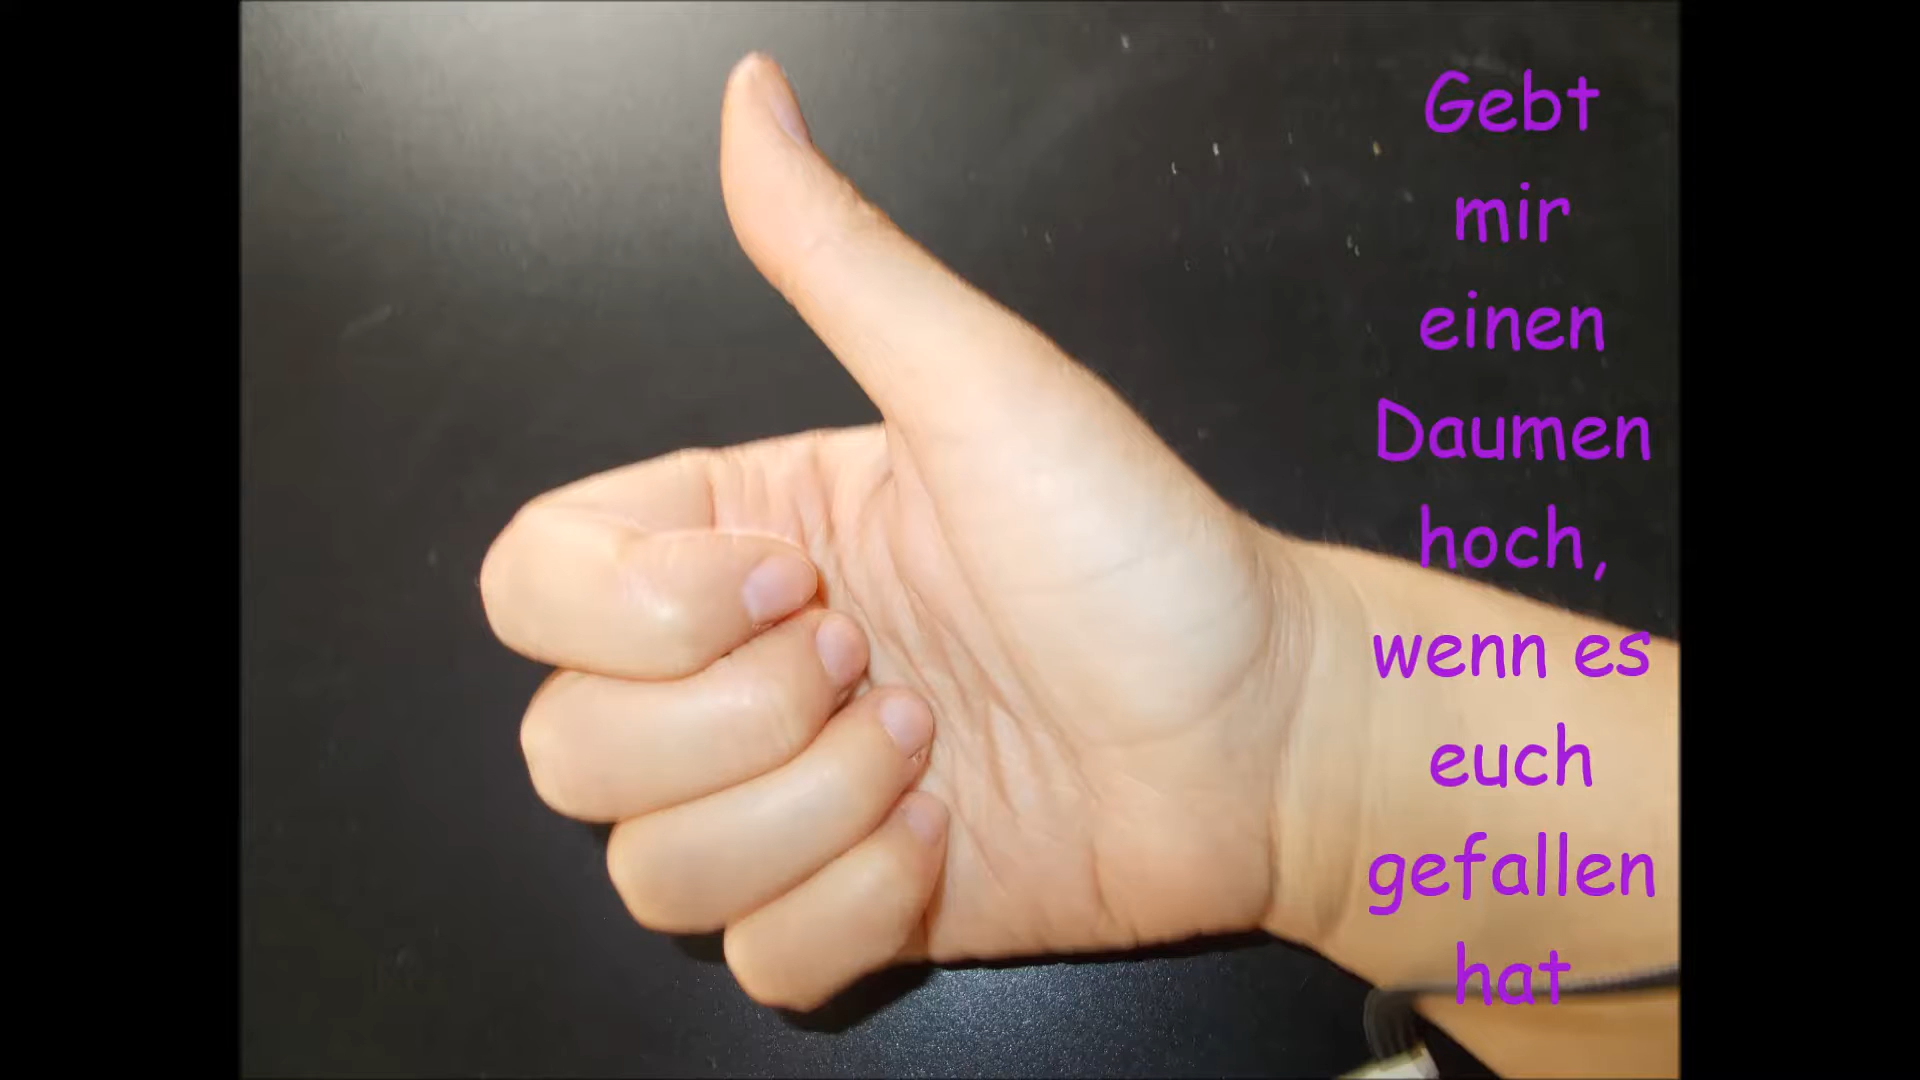 Gebt
mir
einen
Daumen
hoch,
wenn es
euch
gefallen
hat